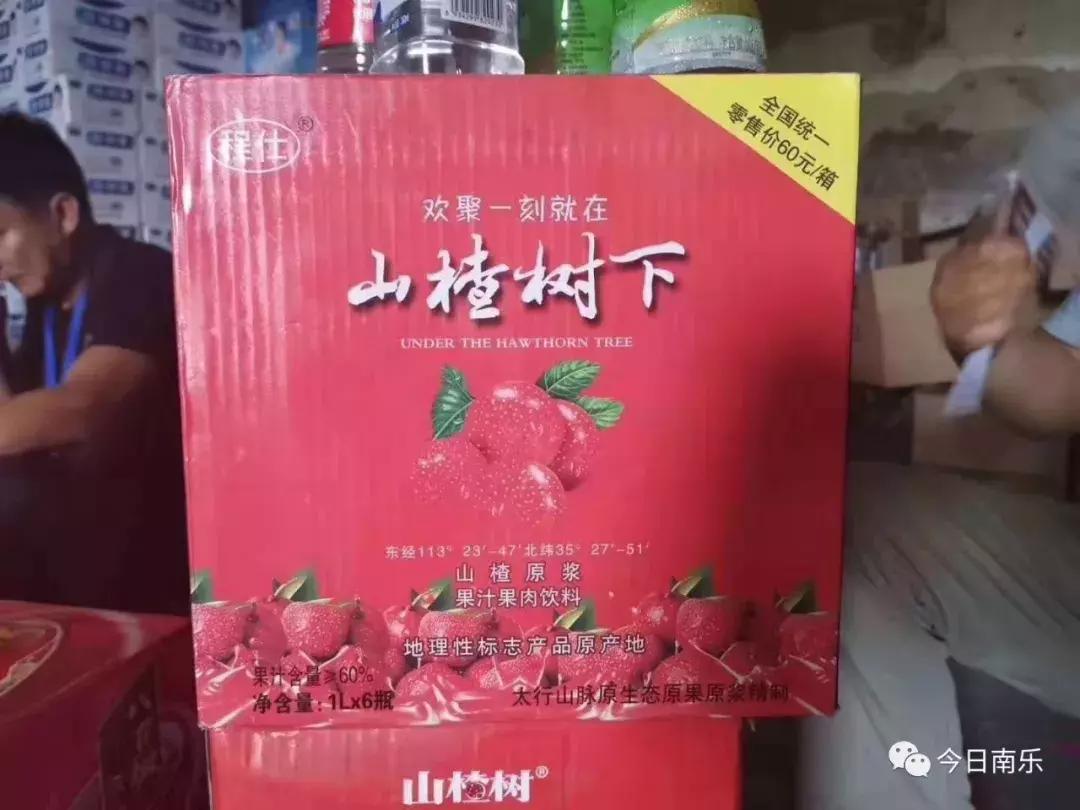 程仕®
全国统一
零售价60元/箱
欢聚一刻就在
山楂树下
UNDER THE HAWTHORN TREE
东经113° 23′-47′北纬35° 27′-51′
山楂原浆
果汁果肉饮料
地理性标志产品原产地
果汁含量≥60%
净含量:1Lx6瓶
太行山脉原生态原果原浆精制
山楂树®
今日南乐